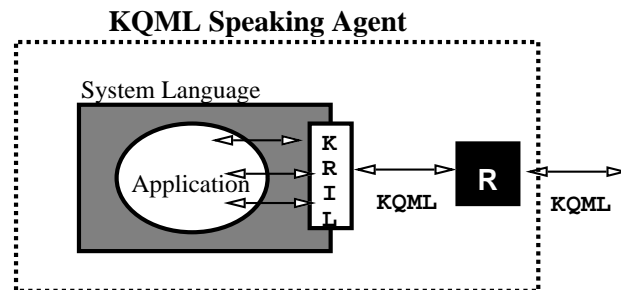 KQML Speaking Agent
System Language
Application
K
R
I
L
KQML
R
KQML